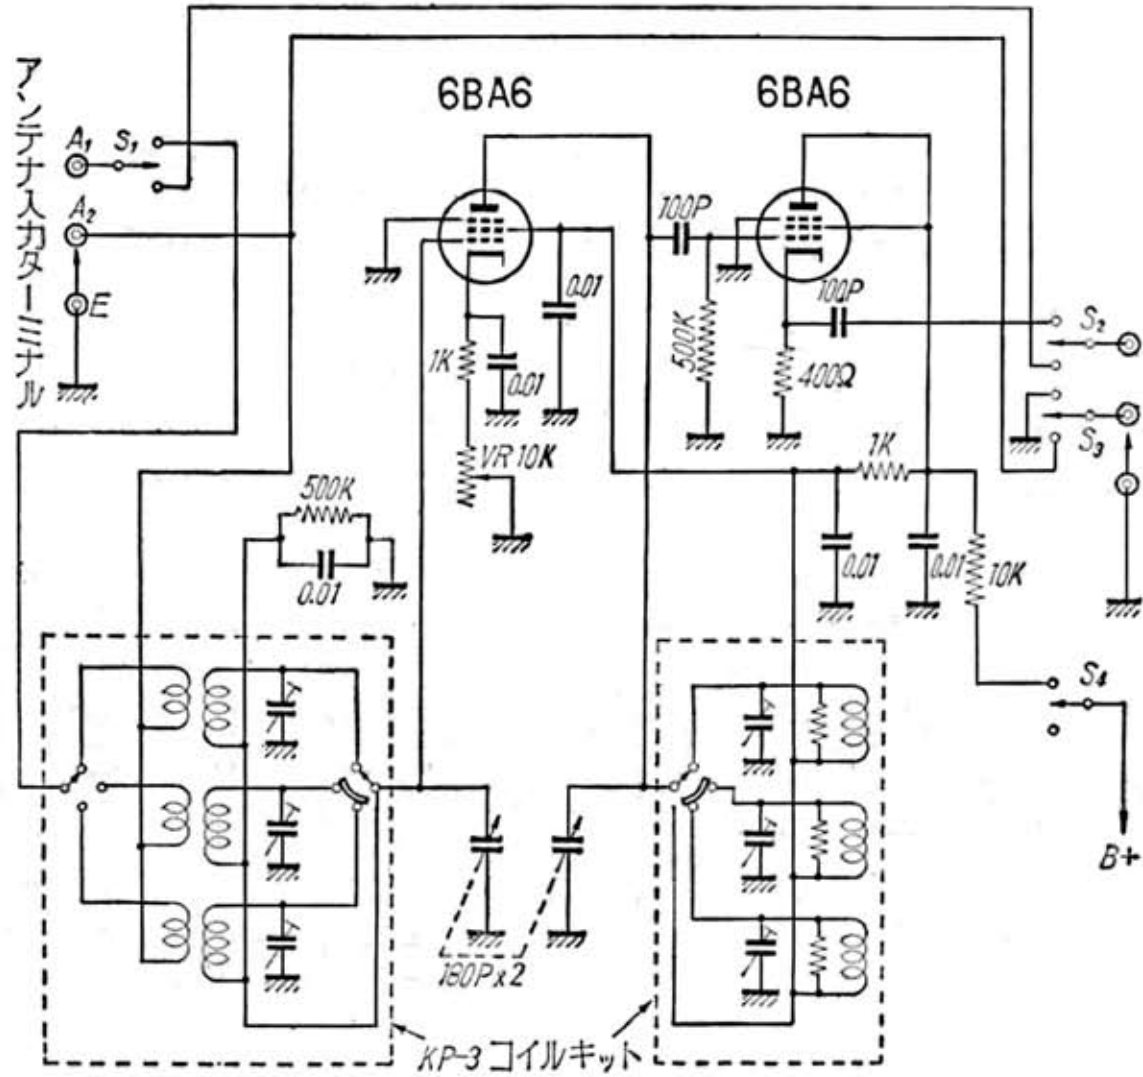 アンテナ入力ターミナル
A₁
S₁
A₂
E
6BA6
6BA6
100P
0.01
100P
1K
0.01
500K
400Ω
S₂
S₃
VR 10K
1K
500K
0.01
0.01
0.01
10K
S₄
B+
180P×2
KP-3 コイルキット